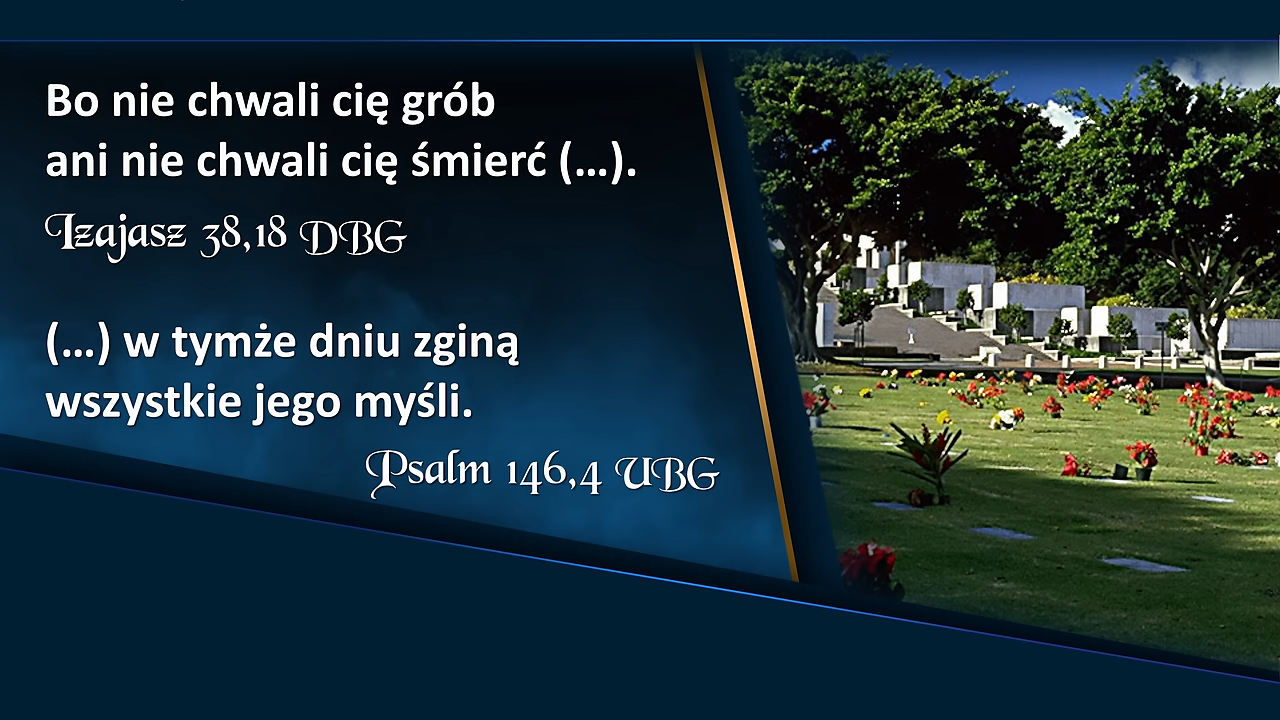 Bo nie chwali cię grób
ani nie chwali cię śmierć (...).
Izajasz 38,18 DBG
(...) w tymże dniu zginą
wszystkie jego myśli.
Psalm 146,4 UBG